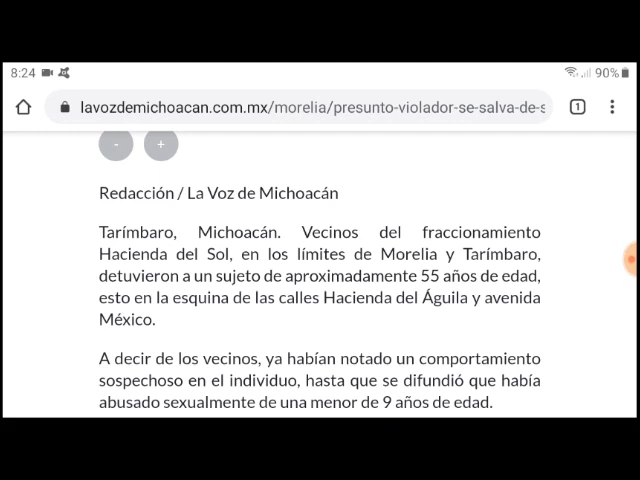 8:24
90%
lavozdemichoacan.com.mx/morelia/presunto-violador-se-salva-de-s
1
- +
Redacción / La Voz de Michoacán
Tarímbaro, Michoacán. Vecinos del fraccionamiento
Hacienda del Sol, en los límites de Morelia y Tarímbaro,
detuvieron a un sujeto de aproximadamente 55 años de edad,
esto en la esquina de las calles Hacienda del Águila y avenida
México.
A decir de los vecinos, ya habían notado un comportamiento
sospechoso en el individuo, hasta que se difundió que había
abusado sexualmente de una menor de 9 años de edad.